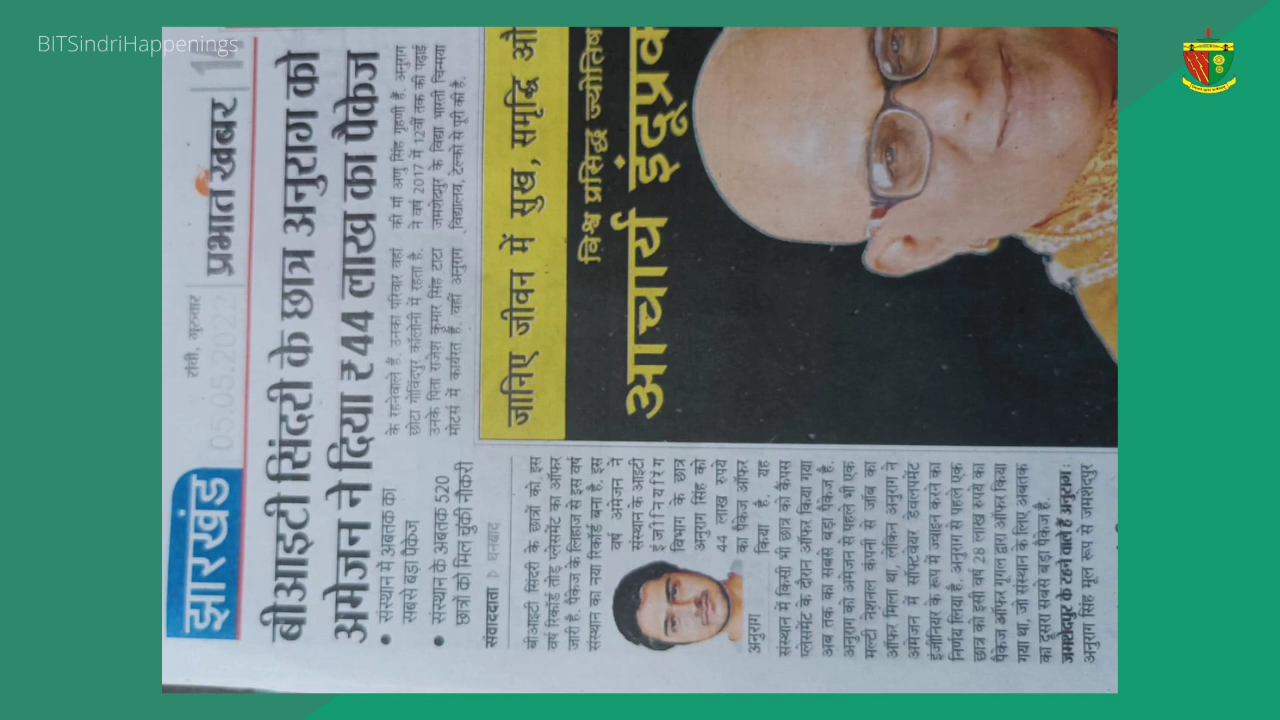 BITSindriHappenings
झारखंड
रांची, गुरुवार
05.05.2022
प्रभात खबर
बीआइटी सिंदरी के छात्र अनुराग को
अमेजन ने दिया ₹44 लाख का पैकेज
● संस्थान में अबतक का
सबसे बड़ा पैकेज
● संस्थान के अबतक 520
छात्रों को मिल चुकी नौकरी
संवाददाता ▷ धनबाद
बीआइटी सिंदरी के छात्रों को इस
वर्ष रिकॉर्ड तोड़ प्लेसमेंट का ऑफर
जारी है. पैकेज के लिहाज से इस वर्ष
संस्थान का नया रिकॉर्ड बना है. इस
वर्ष अमेजन ने
संस्थान के आइटी
इंजीनियरिंग
विभाग के छात्र
अनुराग सिंह को
44 लाख रुपये
का पैकेज ऑफर
किया है. यह
अनुराग
संस्थान में किसी भी छात्र को कैंपस
प्लेसमेंट के दौरान ऑफर किया गया
अब तक का सबसे बड़ा पैकेज है.
अनुराग को अमेजन से पहले भी एक
मल्टी नेशनल कंपनी से जॉब का
ऑफर मिला था, लेकिन अनुराग ने
अमेजन में सॉफ्टवेयर डेवलपमेंट
इंजीनियर के रूप में ज्वाइन करने का
निर्णय लिया है. अनुराग से पहले एक
छात्र को इसी वर्ष 28 लाख रुपये का
पैकेज ऑफर गूगल द्वारा ऑफर किया
गया था, जो संस्थान के लिए अबतक
का दूसरा सबसे बड़ा पैकेज है.
जमशेदपुर के रहने वाले हैं अनुराग :
अनुराग सिंह मूल रूप से जमशेदपुर
के रहनेवाले हैं. उनका परिवार वहां
छोटा गोविंदपुर कॉलोनी में रहता है.
उनके पिता राजेश कुमार सिंह टाटा
मोटर्स में कार्यरत हैं. वहीं अनुराग
की मां अणु सिंह गृहणी हैं. अनुराग
ने वर्ष 2017 में 12वीं तक की पढ़ाई
जमशेदपुर के विद्या भारती चिन्मया
विद्यालय, टेल्को से पूरी की है.
जानिए जीवन में सुख, समृद्धि औ
विश्व प्रसिद्ध ज्योतिष
आचार्य इंदुप्रक